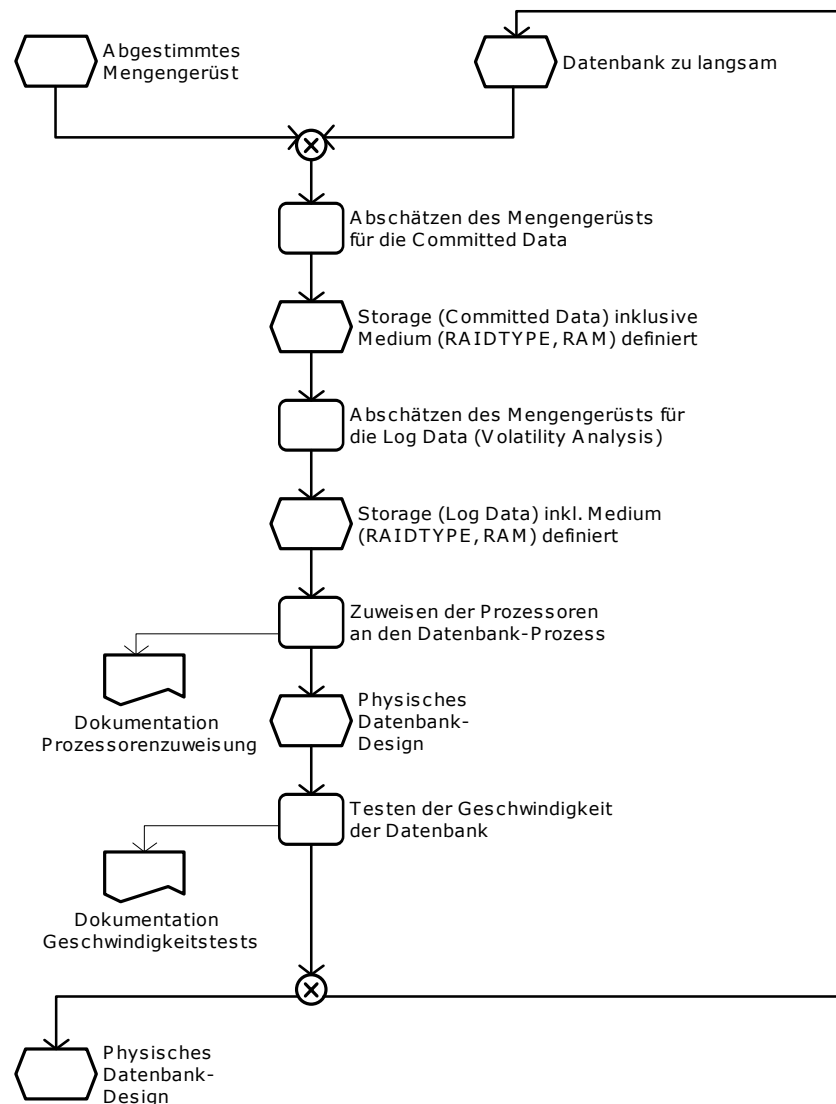 Abgestimmtes
Mengengerüst
Datenbank zu langsam
Abschätzen des Mengengerüsts
für die Committed Data
Storage (Committed Data) inklusive
Medium (RAIDTYPE, RAM) definiert
Abschätzen des Mengengerüsts für
die Log Data (Volatility Analysis)
Storage (Log Data) inkl. Medium
(RAIDTYPE, RAM) definiert
Zuweisen der Prozessoren
an den Datenbank-Prozess
Dokumentation
Prozessorenzuweisung
Physisches
Datenbank-
Design
Testen der Geschwindigkeit
der Datenbank
Dokumentation
Geschwindigkeitstests
Physisches
Datenbank-
Design